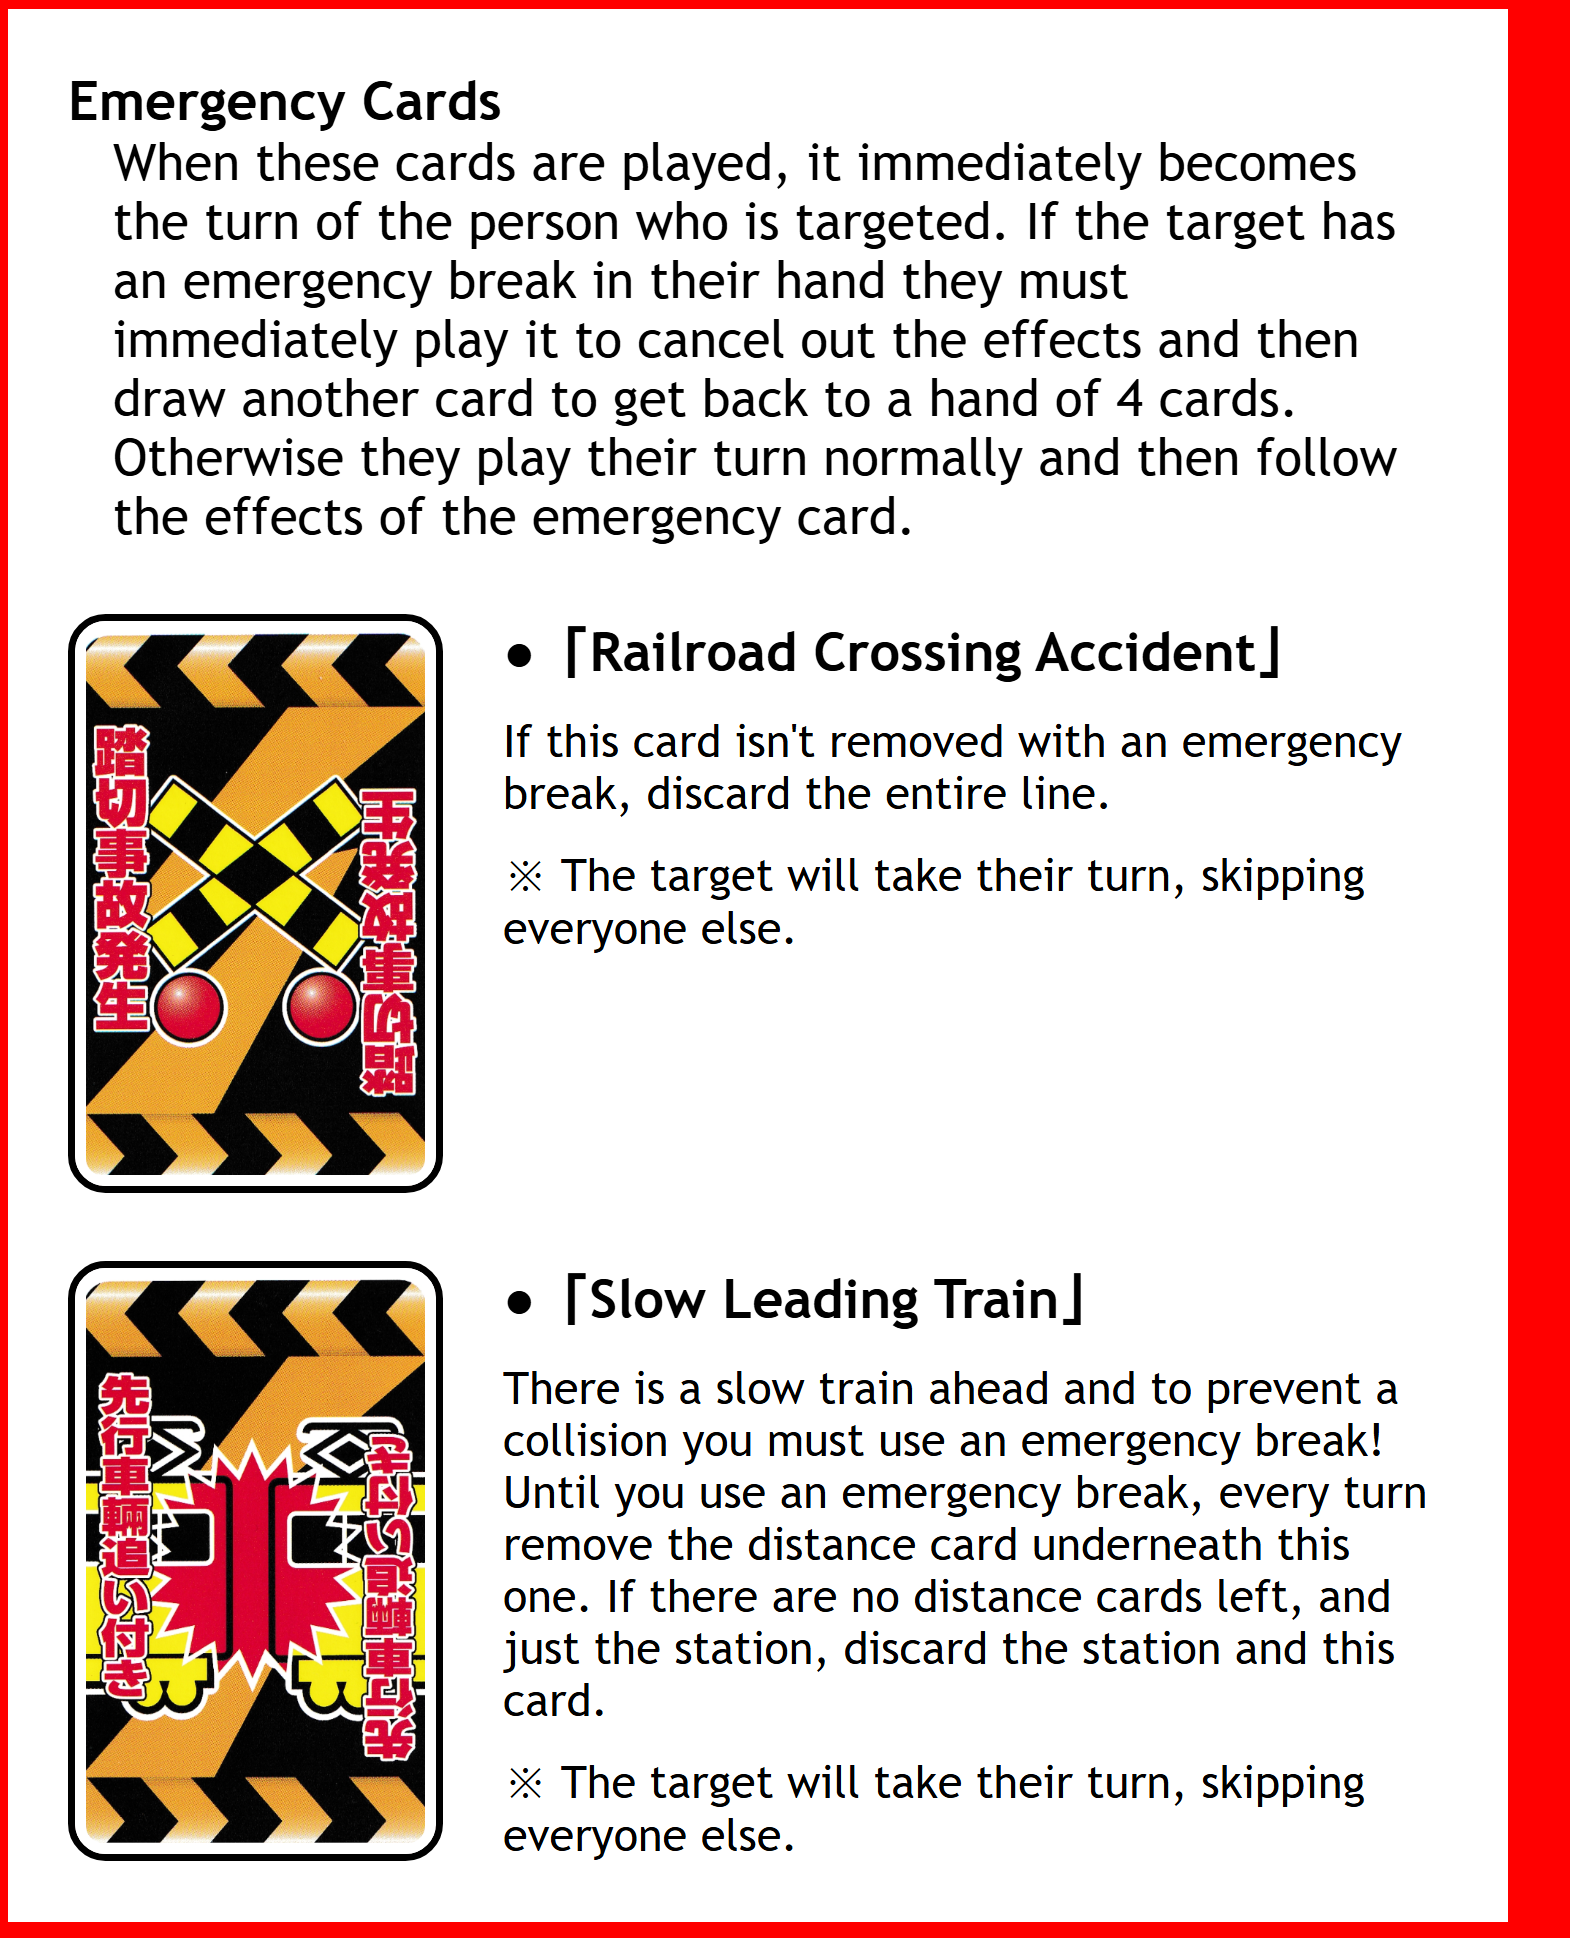 Emergency Cards
When these cards are played, it immediately becomes
the turn of the person who is targeted. If the target has
an emergency break in their hand they must
immediately play it to cancel out the effects and then
draw another card to get back to a hand of 4 cards.
Otherwise they play their turn normally and then follow
the effects of the emergency card.
踏切事故発生
踏切事故発生
● ｢Railroad Crossing Accident｣
If this card isn't removed with an emergency
break, discard the entire line.
※ The target will take their turn, skipping
everyone else.
先行車輛追い付き
先行車輛追い付き
● ｢Slow Leading Train｣
There is a slow train ahead and to prevent a
collision you must use an emergency break!
Until you use an emergency break, every turn
remove the distance card underneath this
one. If there are no distance cards left, and
just the station, discard the station and this
card.
※ The target will take their turn, skipping
everyone else.